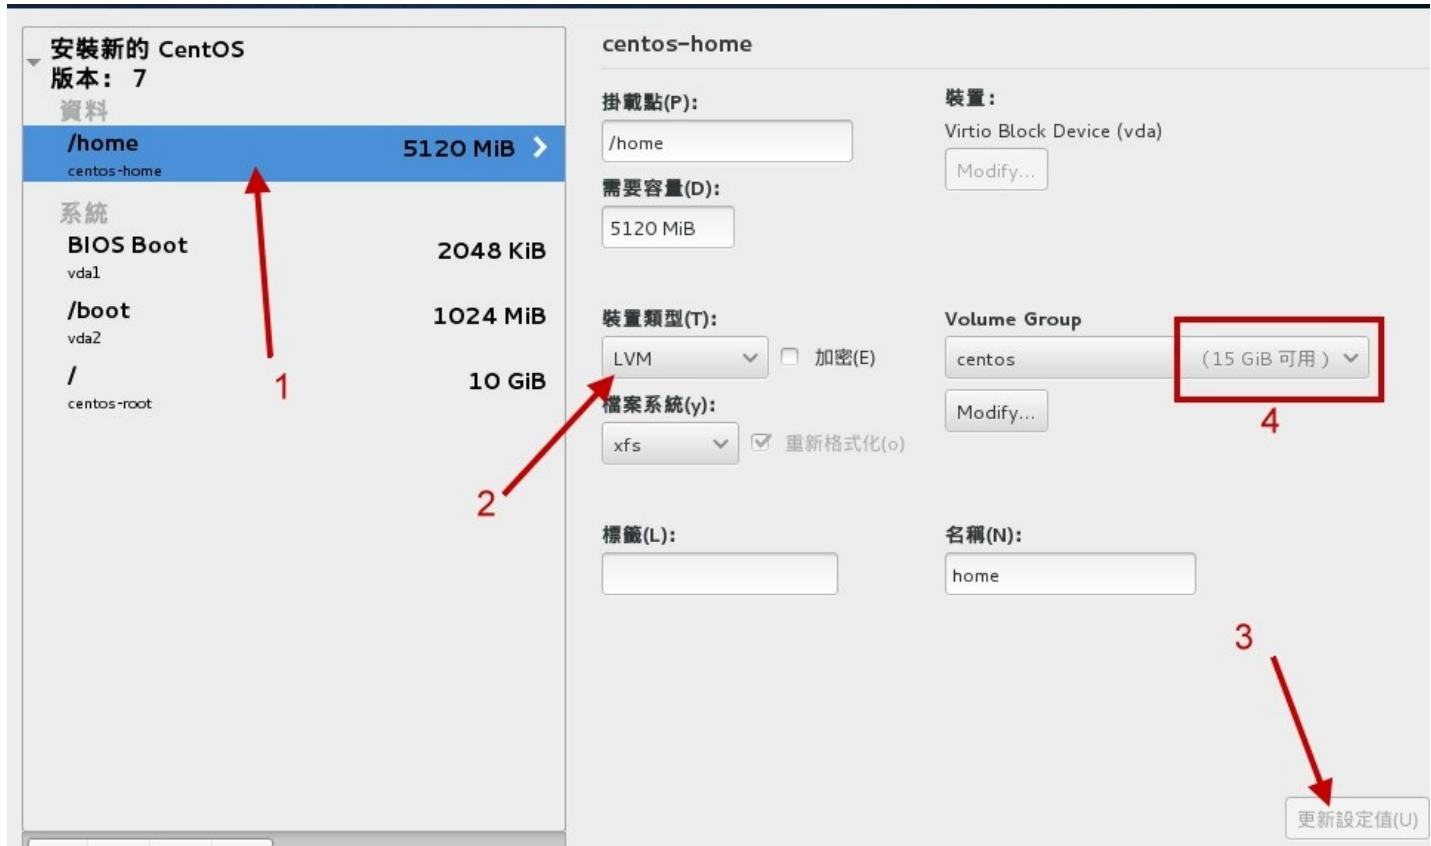 安裝新的 CentOS
版本： 7
資料
/home
5120 MiB
centos-home
系統
BIOS Boot
2048 KiB
vda1
/boot
1024 MiB
vda2
/
10 GiB
centos-root
1
centos-home
掛載點(P):
/home
需要容量(D):
5120 MiB
裝置：
Virtio Block Device (vda)
Modify...
裝置類型(T):
LVM
加密(E)
檔案系統(y):
xfs
重新格式化(o)
2
Volume Group
centos
（15 GiB 可用）
Modify...
4
標籤(L):
名稱(N):
home
3
更新設定值(U)